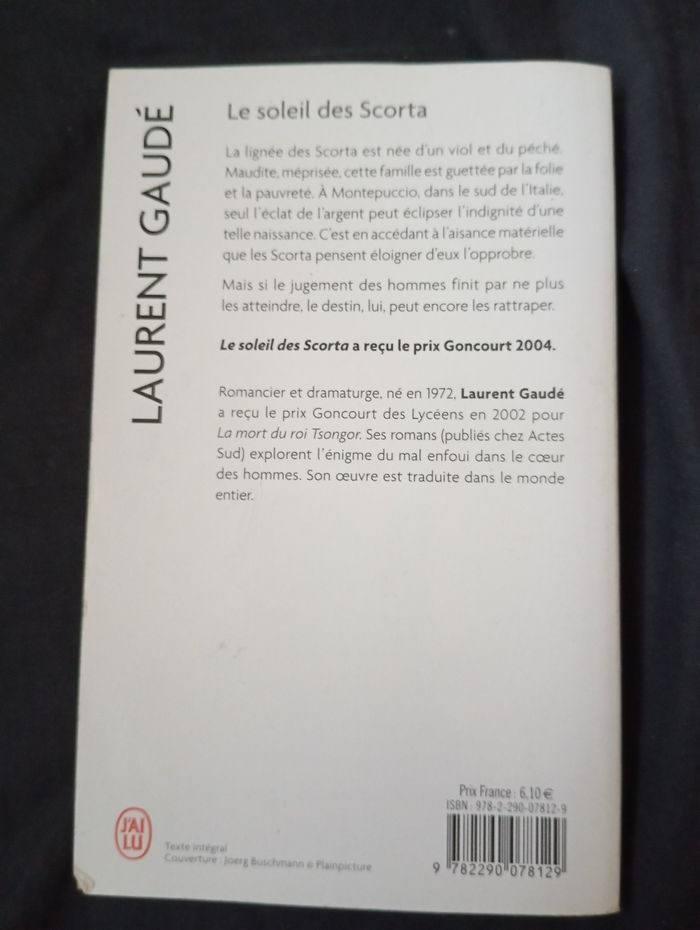 LAURENT GAUDÉ
Le soleil des Scorta
La lignée des Scorta est née d'un viol et du péché.
Maudite, méprisée, cette famille est guettée par la folie
et la pauvreté. À Montepuccio, dans le sud de l'Italie,
seul l'éclat de l'argent peut éclipser l'indignité d'une
telle naissance. C'est en accédant à l'aisance matérielle
que les Scorta pensent éloigner d'eux l'opprobre.
Mais si le jugement des hommes finit par ne plus
les atteindre, le destin, lui, peut encore les rattraper.
Le soleil des Scorta a reçu le prix Goncourt 2004.
Romancier et dramaturge, né en 1972, Laurent Gaudé
a reçu le prix Goncourt des Lycéens en 2002 pour
La mort du roi Tsongor. Ses romans (publiés chez Actes
Sud) explorent l'énigme du mal enfoui dans le cœur
des hommes. Son œuvre est traduite dans le monde
entier.
Prix France : 6,10 €
ISBN : 978-2-290-07812-9
9 782290 078129
J'AI
LU
Texte intégral
Couverture : Joerg Buschmann © Plainpicture